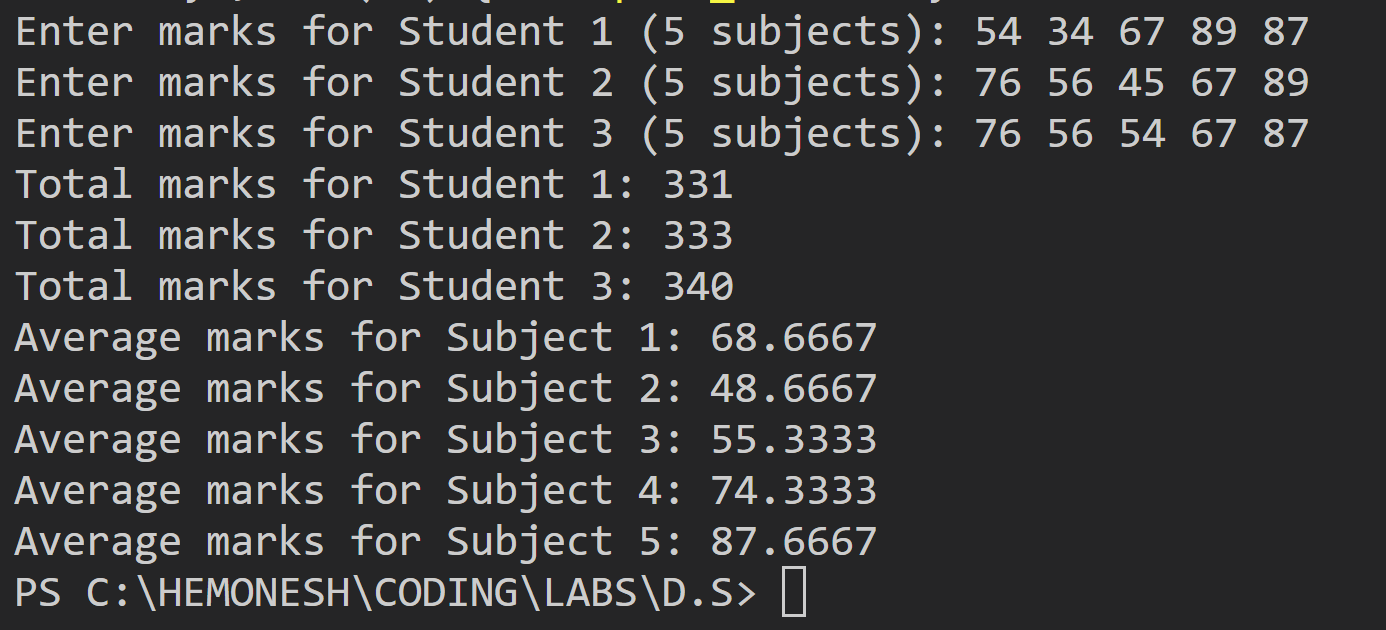 Enter marks for Student 1 (5 subjects): 54 34 67 89 87
Enter marks for Student 2 (5 subjects): 76 56 45 67 89
Enter marks for Student 3 (5 subjects): 76 56 54 67 87
Total marks for Student 1: 331
Total marks for Student 2: 333
Total marks for Student 3: 340
Average marks for Subject 1: 68.6667
Average marks for Subject 2: 48.6667
Average marks for Subject 3: 55.3333
Average marks for Subject 4: 74.3333
Average marks for Subject 5: 87.6667
PS C:\HEMONESH\CODING\LABS\D.S>